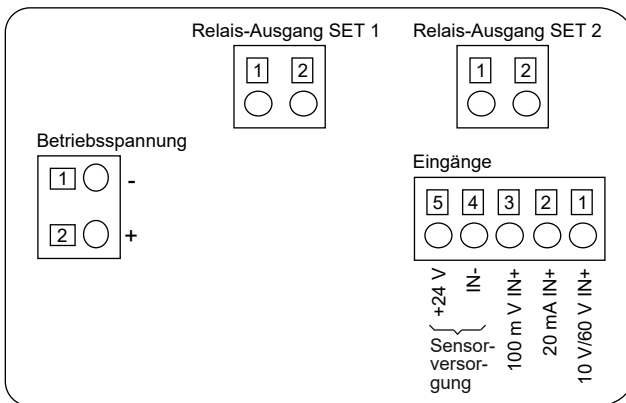 Relais-Ausgang SET 1
Relais-Ausgang SET 2
1 2
1 2
Betriebsspannung
1 -
2 +
Eingänge
5 4 3 2 1
+24 V
IN-
100 m V IN+
20 mA IN+
10 V/60 V IN+
Sensor-
versor-
gung